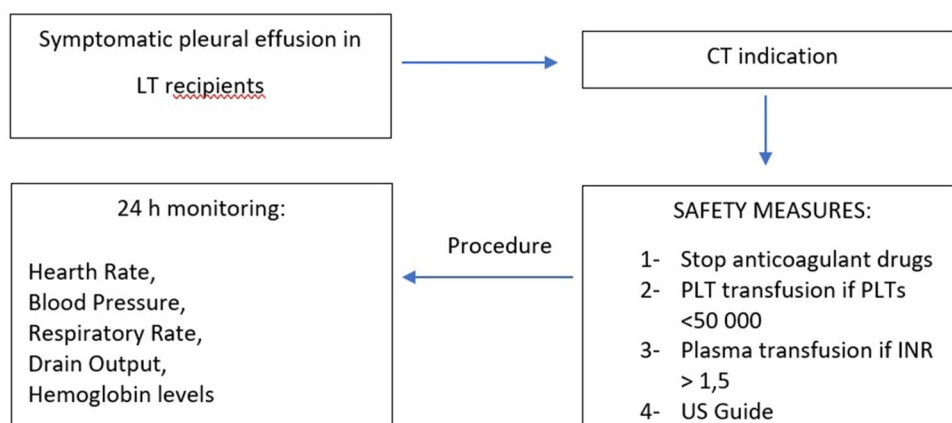 Symptomatic pleural effusion in
LT recipients
CT indication
SAFETY MEASURES:
1- Stop anticoagulant drugs
2- PLT transfusion if PLTs
<50 000
3- Plasma transfusion if INR
> 1,5
4- US Guide
Procedure
24 h monitoring:
Hearth Rate,
Blood Pressure,
Respiratory Rate,
Drain Output,
Hemoglobin levels